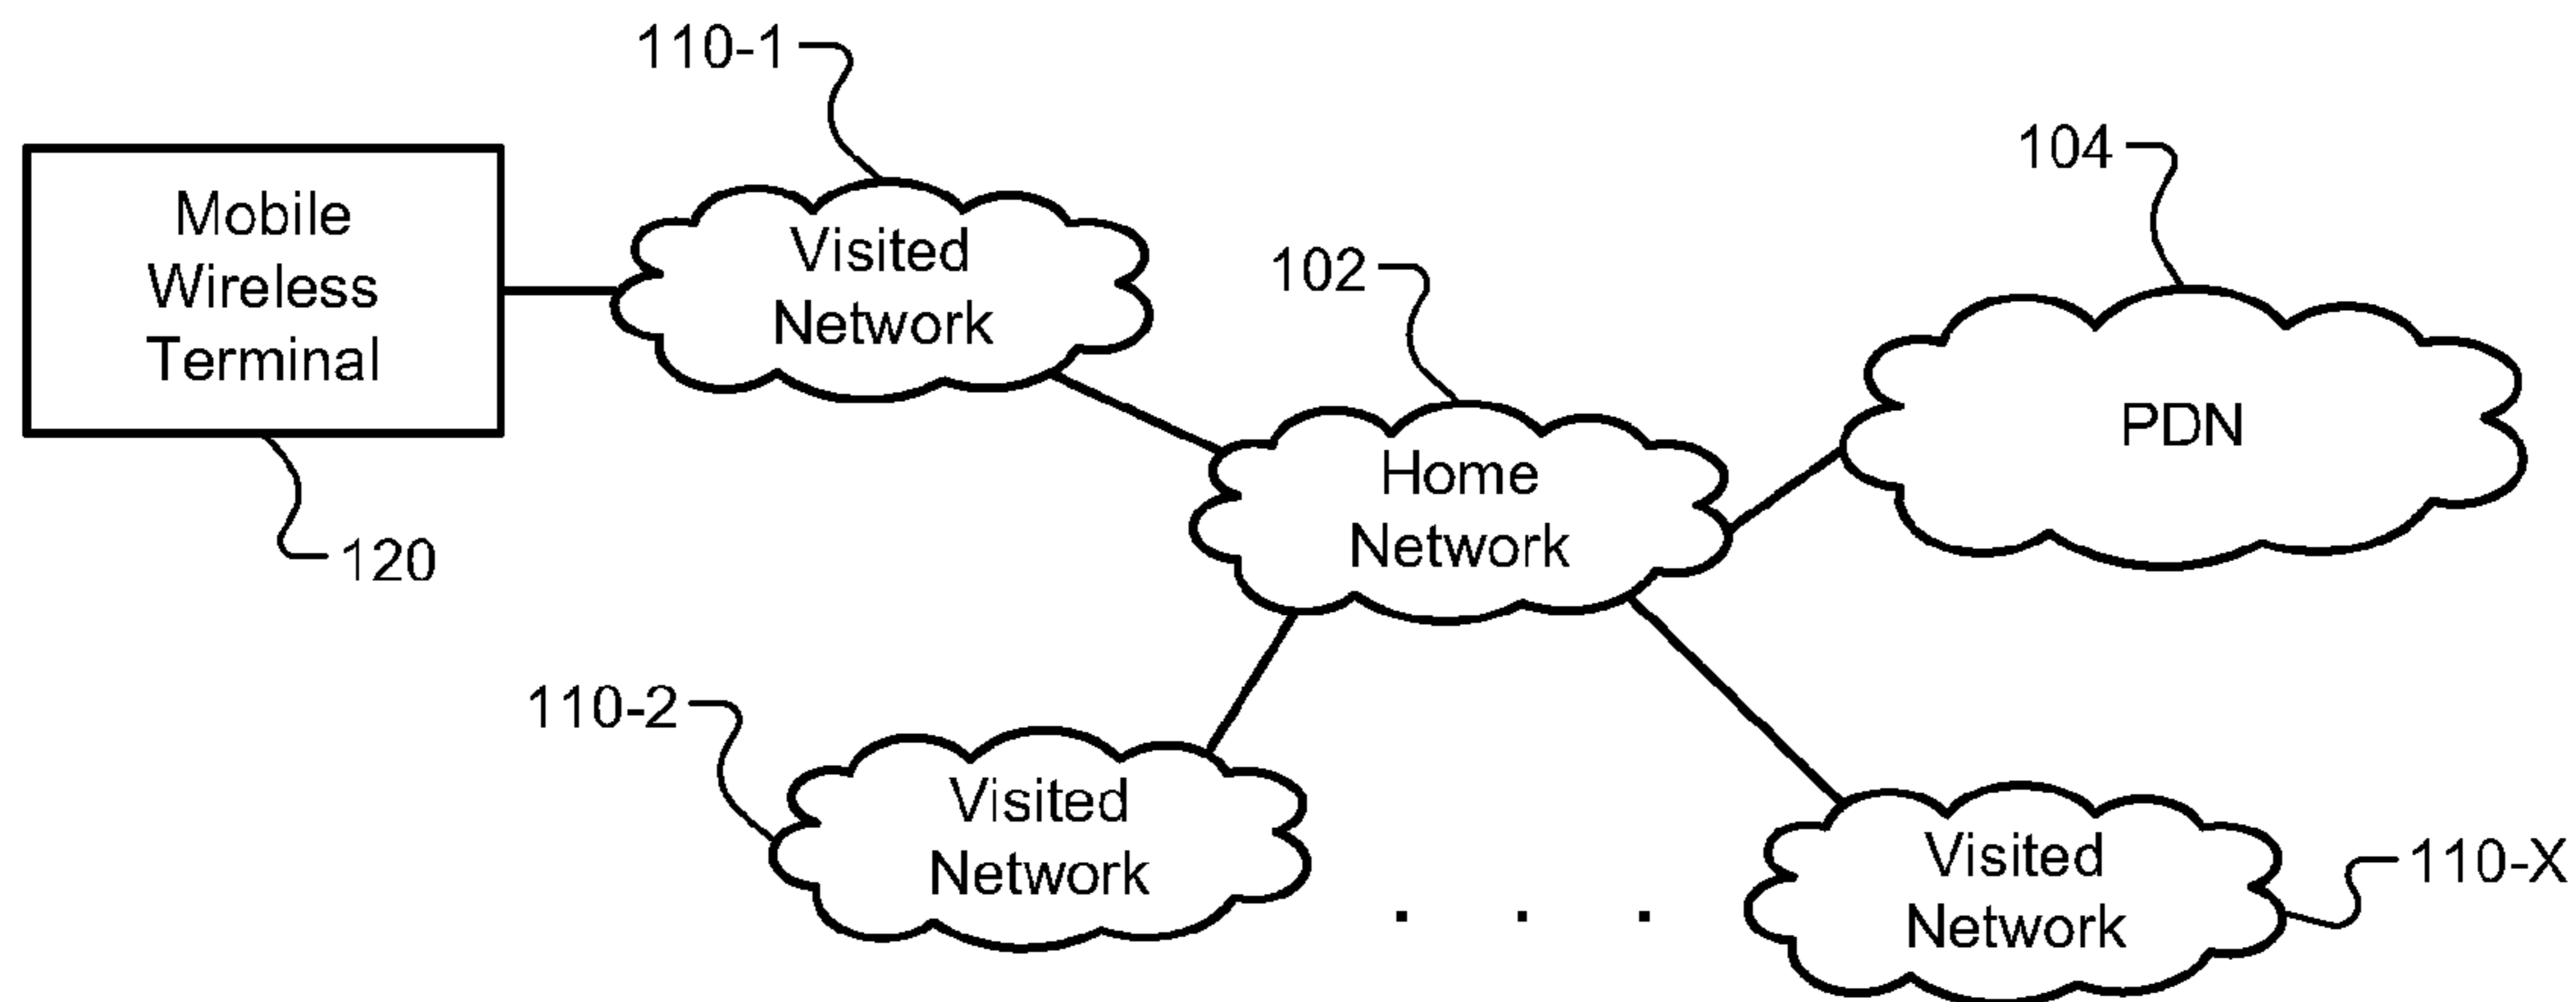 110-1
Mobile
Wireless
Terminal
120
Visited
Network
102
Home
Network
104
PDN
110-2
Visited
Network
. . .
Visited
Network
110-X